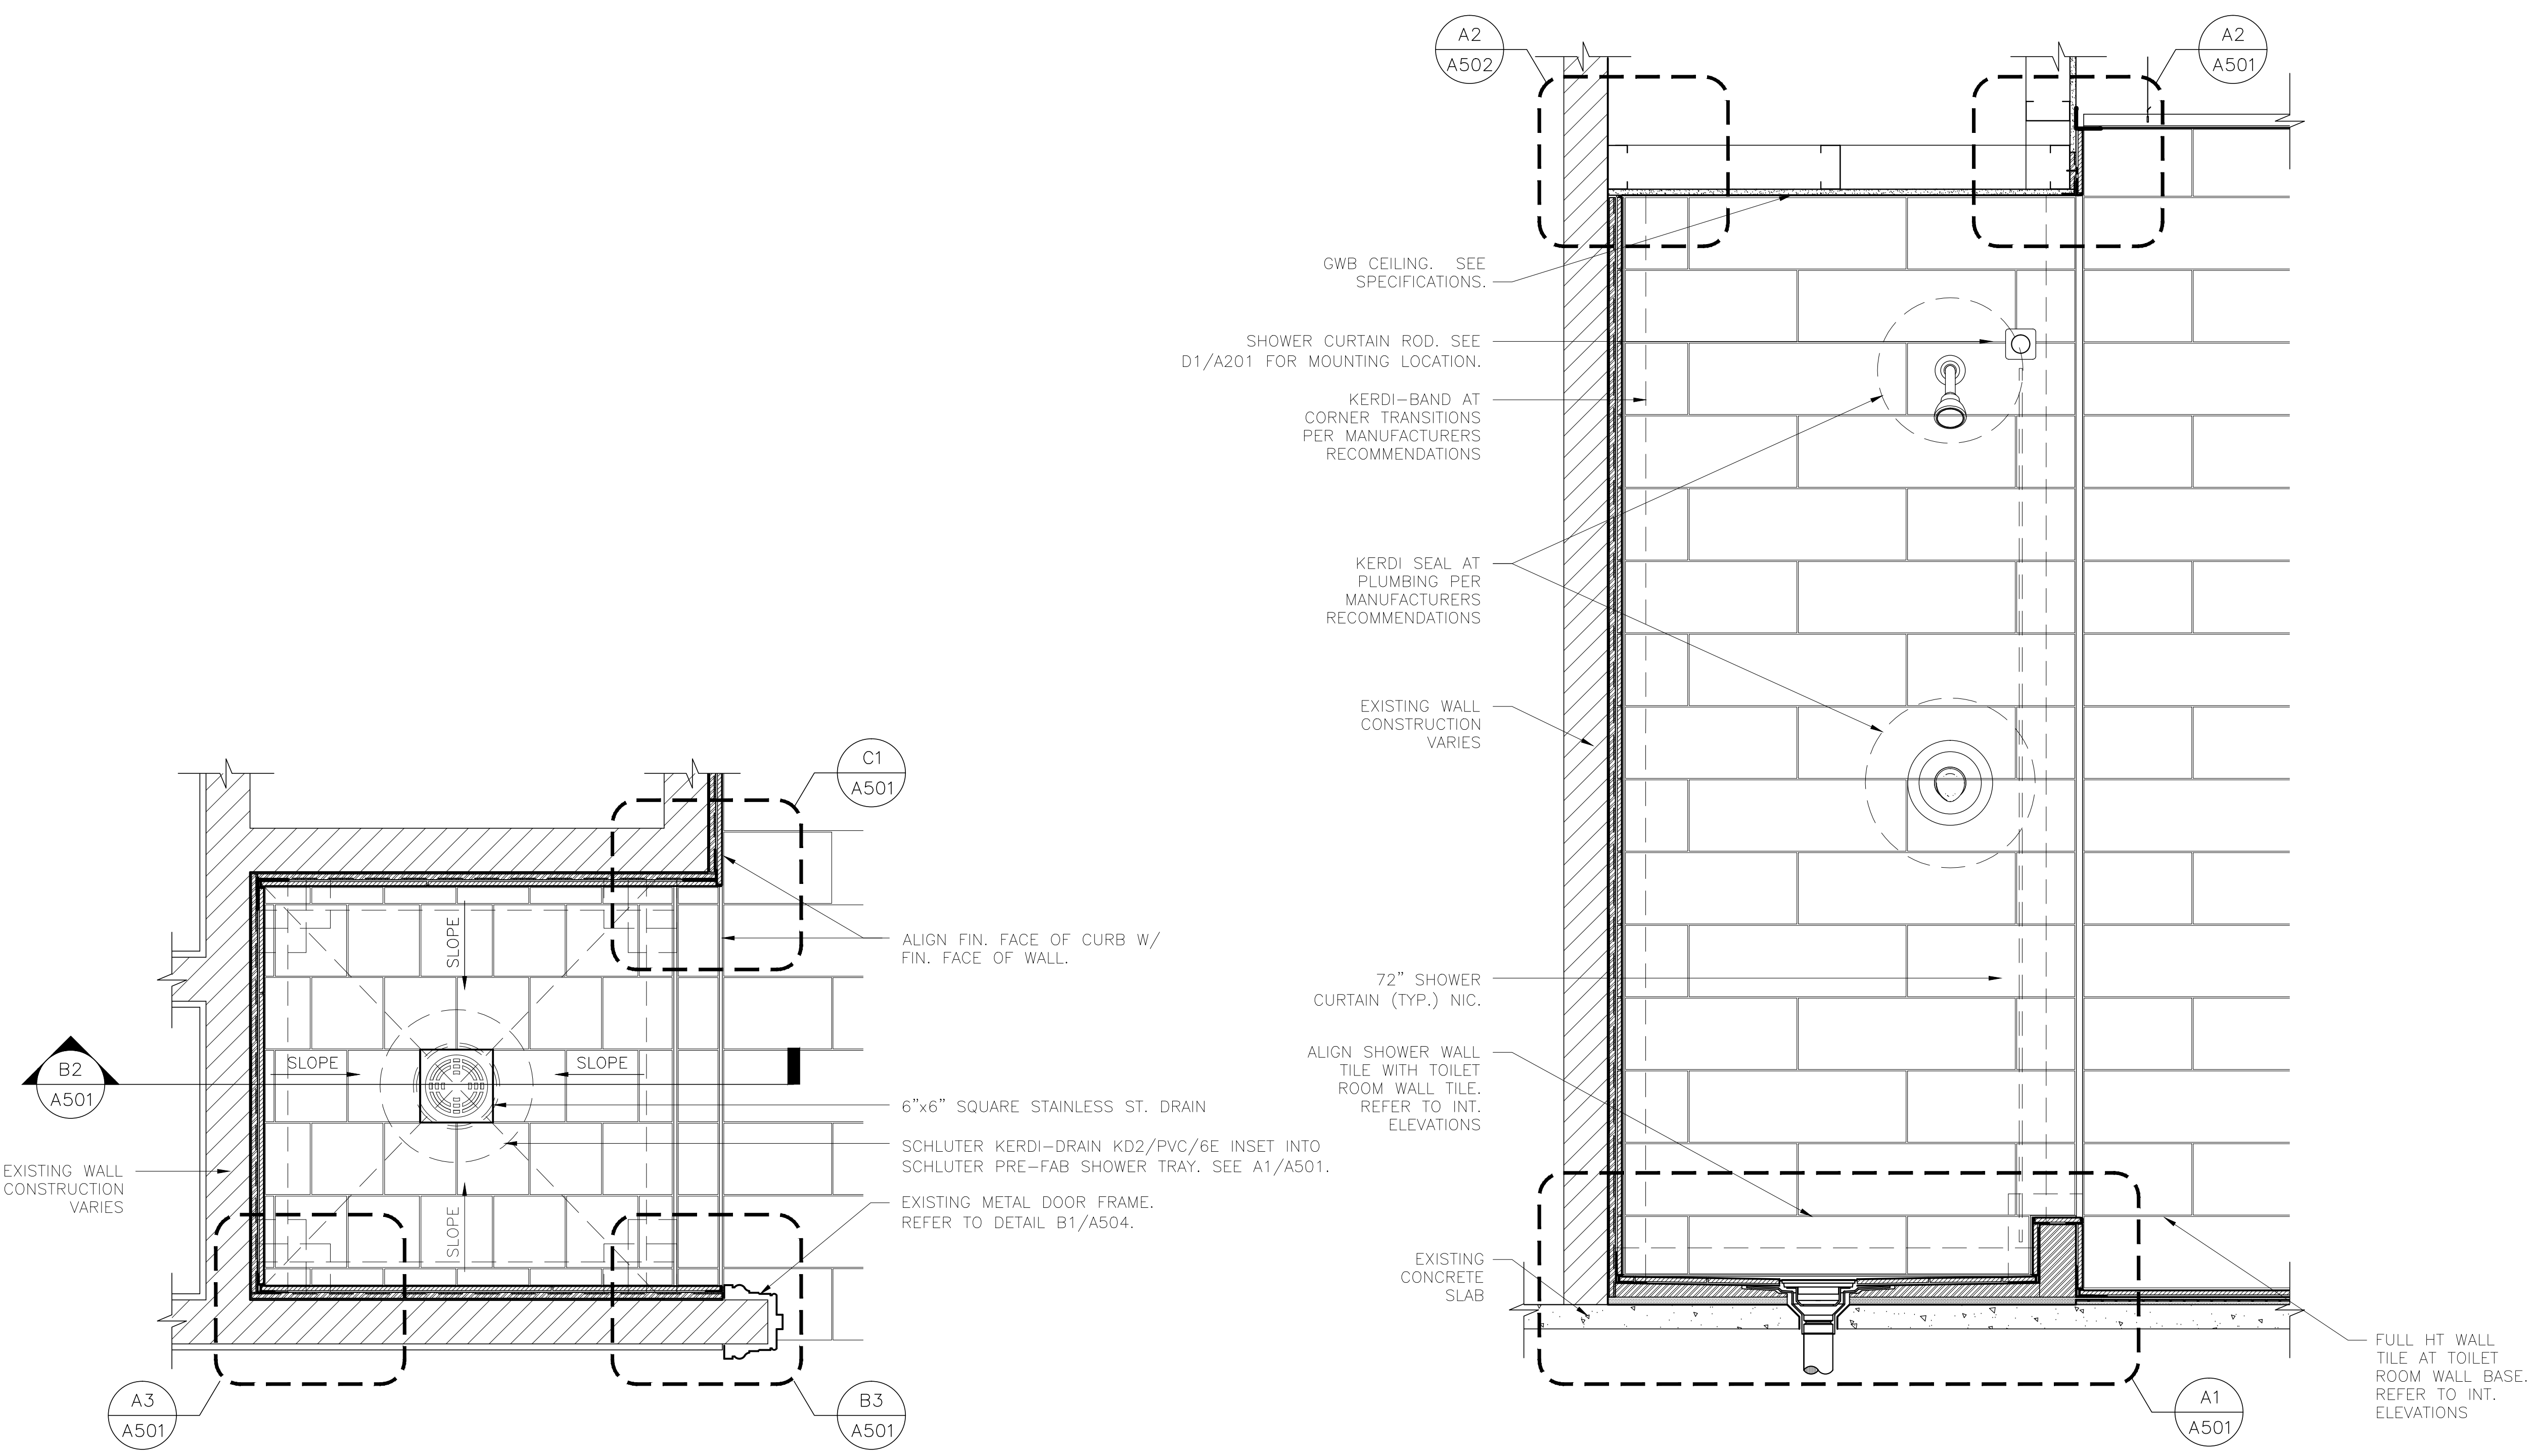 C1
A501
SLOPE
ALIGN FIN. FACE OF CURB W/
FIN. FACE OF WALL.
B2
A501
SLOPE
SLOPE
6"x6" SQUARE STAINLESS ST. DRAIN
SCHLUTER KERDI-DRAIN KD2/PVC/6E INSET INTO
SCHLUTER PRE-FAB SHOWER TRAY. SEE A1/A501.
EXISTING WALL
CONSTRUCTION
VARIES
EXISTING METAL DOOR FRAME.
REFER TO DETAIL B1/A504.
SLOPE
A3
A501
B3
A501
A2
A502
A2
A501
GWB CEILING. SEE
SPECIFICATIONS.
SHOWER CURTAIN ROD. SEE
D1/A201 FOR MOUNTING LOCATION.
KERDI-BAND AT
CORNER TRANSITIONS
PER MANUFACTURERS
RECOMMENDATIONS
KERDI SEAL AT
PLUMBING PER
MANUFACTURERS
RECOMMENDATIONS
EXISTING WALL
CONSTRUCTION
VARIES
72" SHOWER
CURTAIN (TYP.) NIC.
ALIGN SHOWER WALL
TILE WITH TOILET
ROOM WALL TILE.
REFER TO INT.
ELEVATIONS
EXISTING
CONCRETE
SLAB
FULL HT WALL
TILE AT TOILET
ROOM WALL BASE.
REFER TO INT.
ELEVATIONS
A1
A501